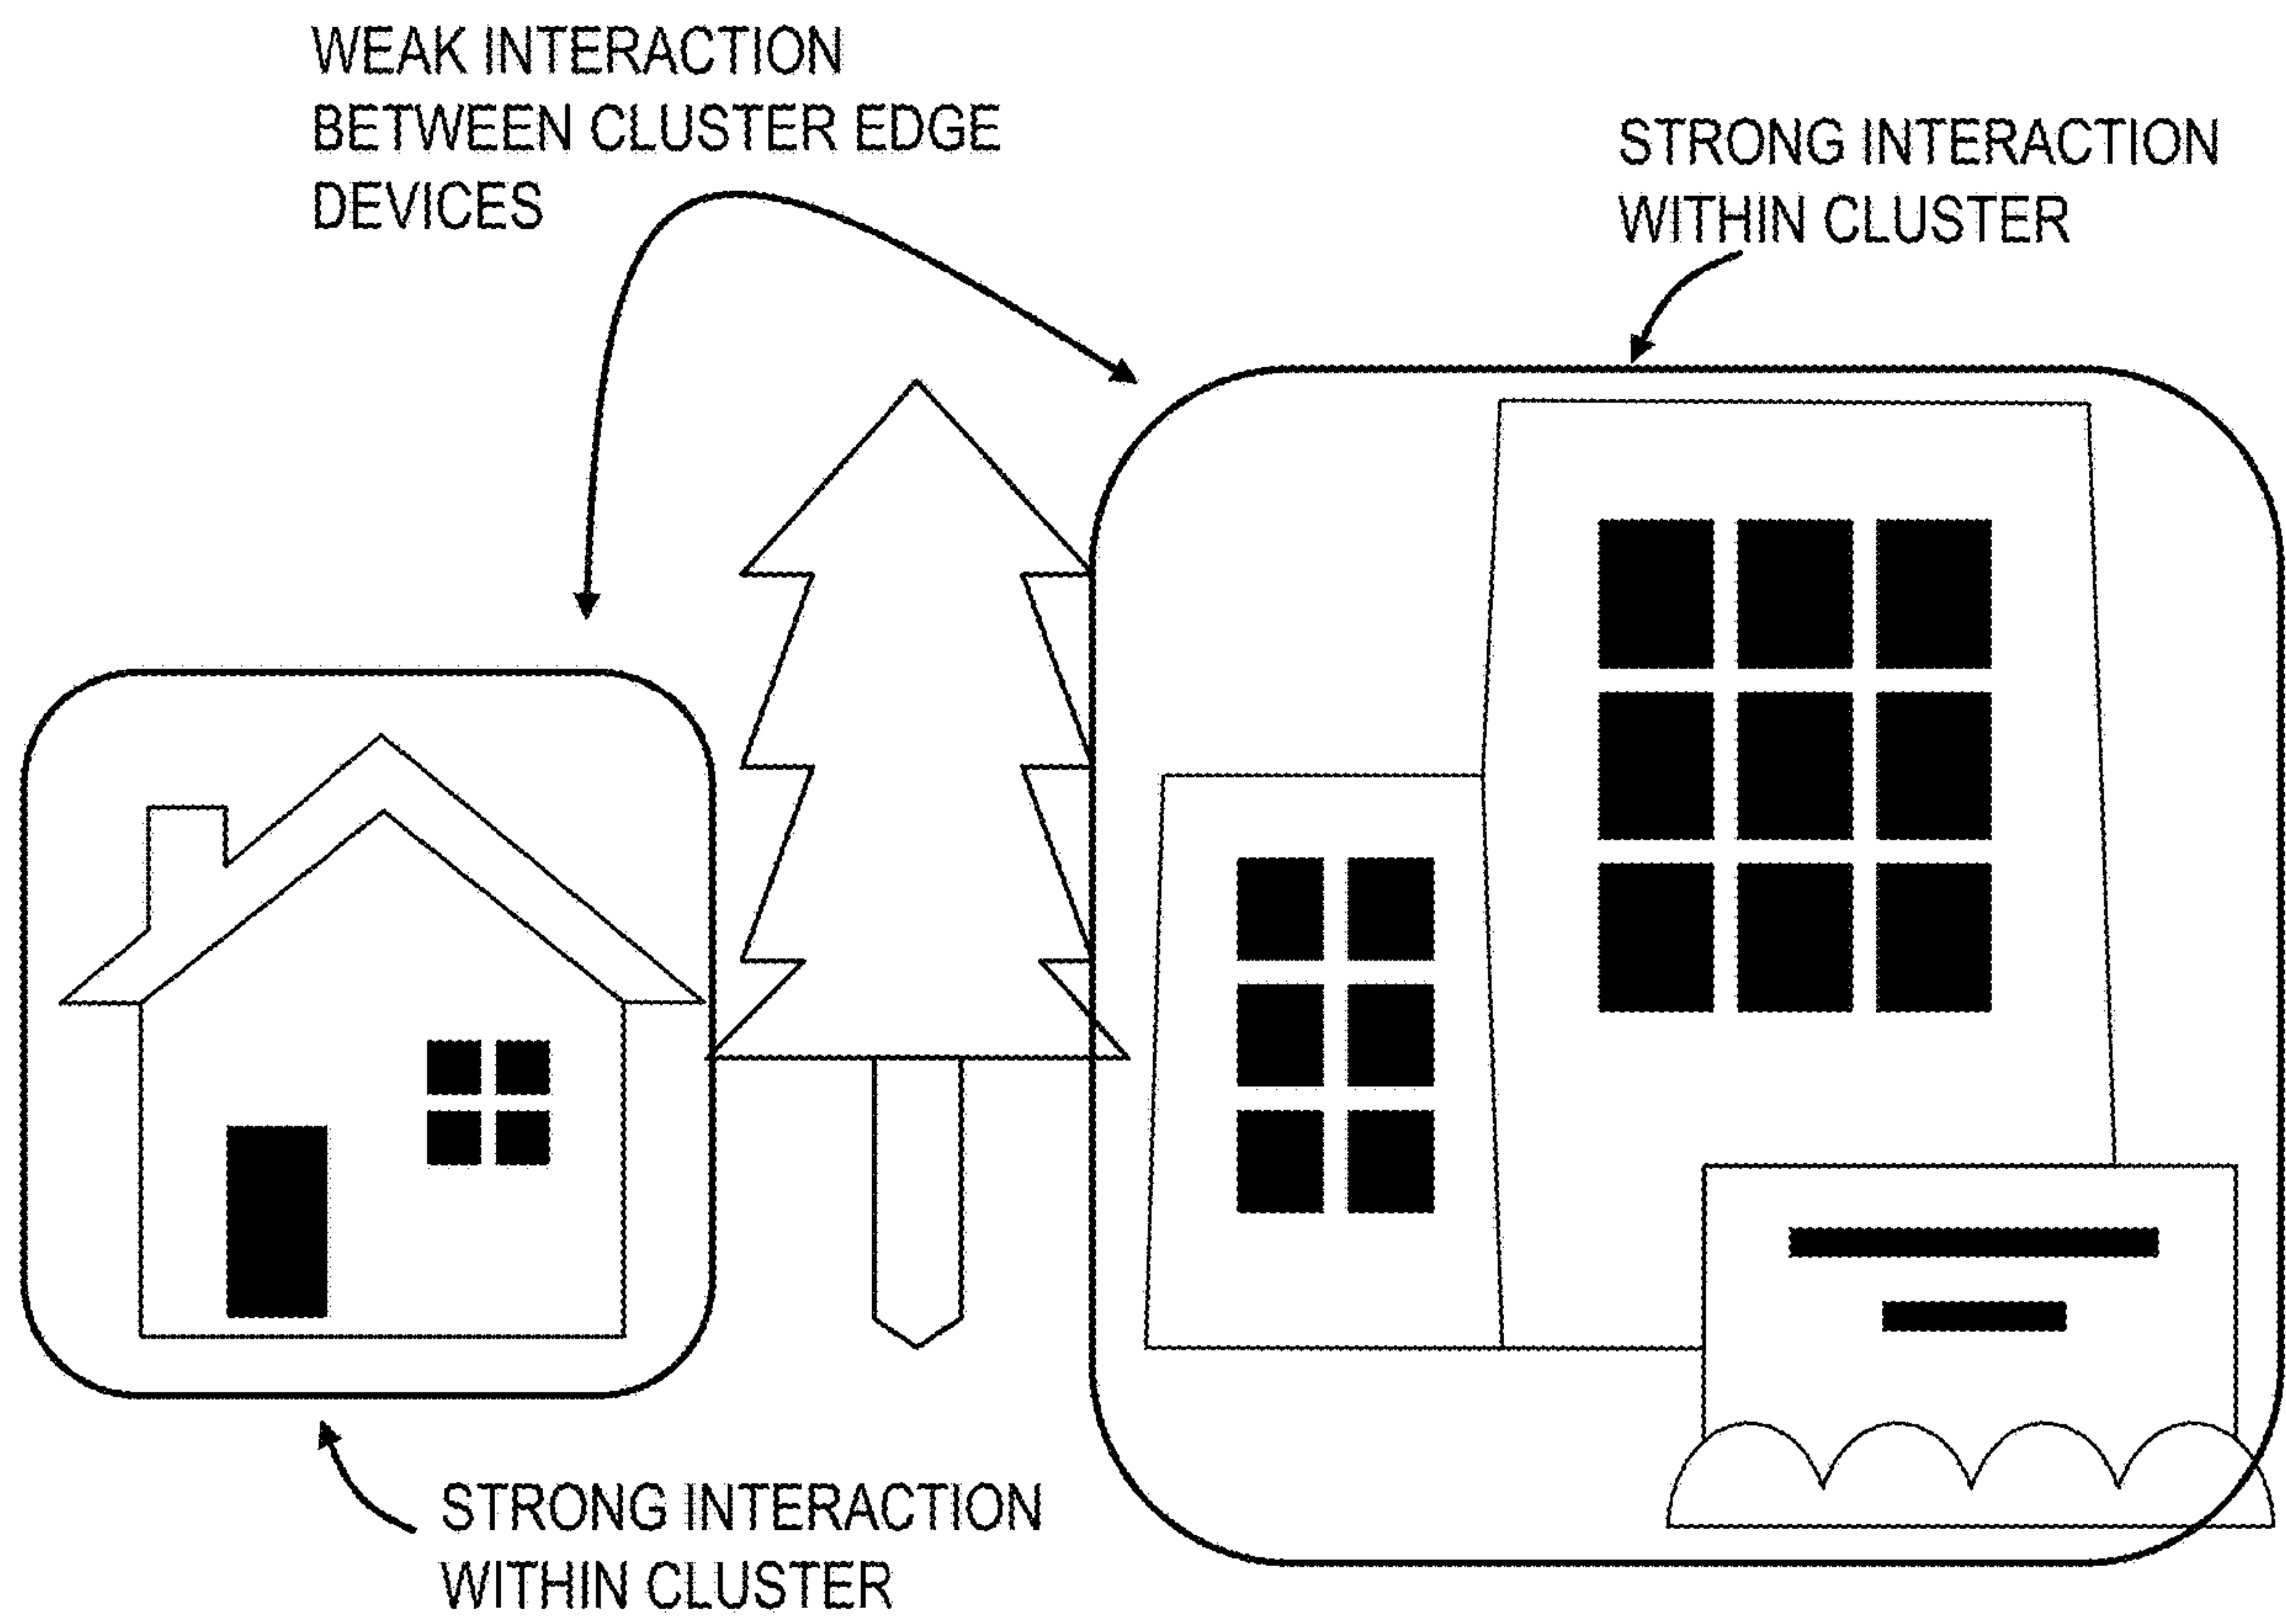 WEAK INTERACTION
BETWEEN CLUSTER EDGE
DEVICES
STRONG INTERACTION
WITHIN CLUSTER
STRONG INTERACTION
WITHIN CLUSTER